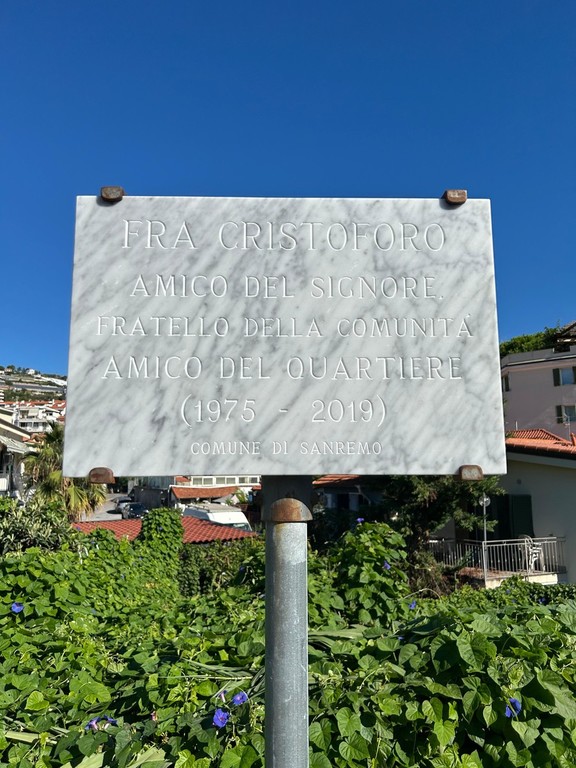 FRA CRISTOFORO
AMICO DEL SIGNORE,
FRATELLO DELLA COMUNITÀ
AMICO DEL QUARTIERE
(1975 - 2019)
COMUNE DI SANREMO